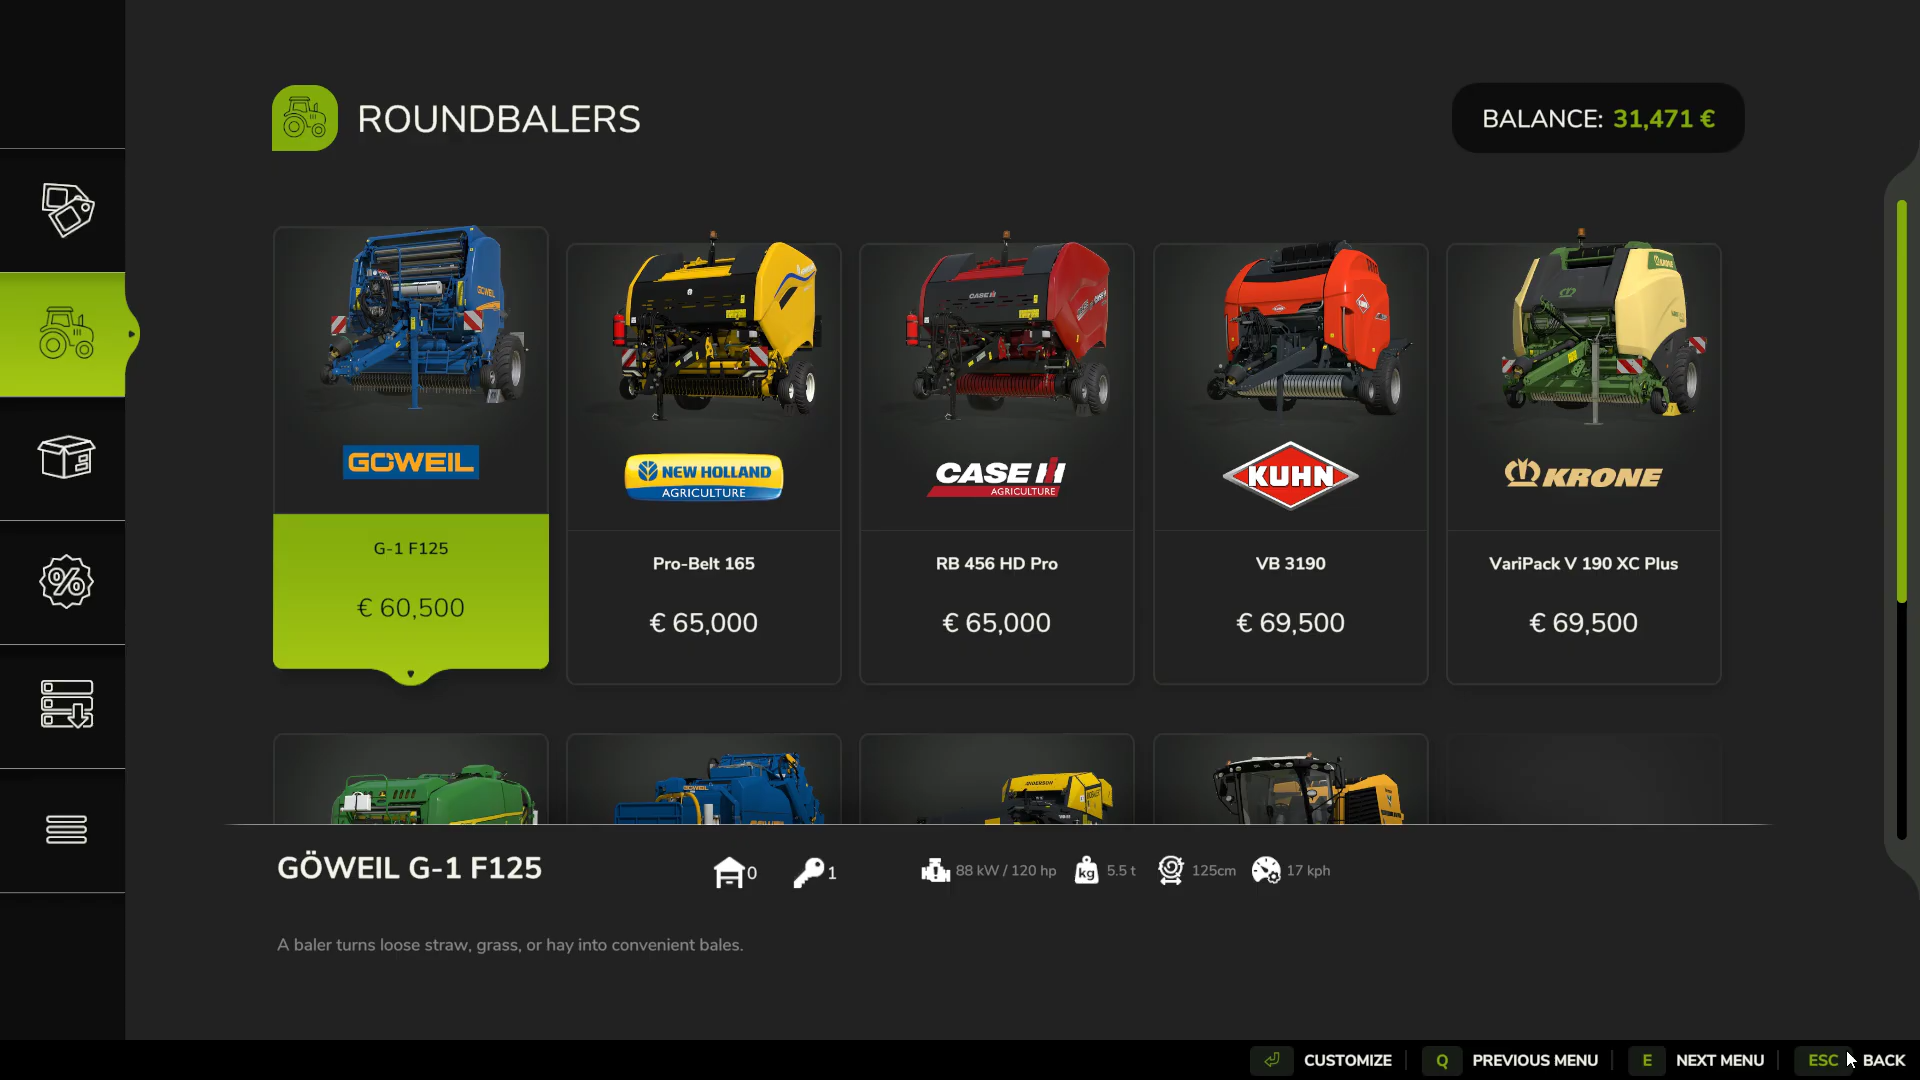 ROUNDBALERS
BALANCE: 31,471 €
GÖWEIL
NEW HOLLAND
AGRICULTURE
CASE IH
AGRICULTURE
KUHN
KRONE
G-1 F125
€ 60,500
Pro-Belt 165
€ 65,000
RB 456 HD Pro
€ 65,000
VB 3190
€ 69,500
VariPack V 190 XC Plus
€ 69,500
GÖWEIL G-1 F125
0
1
kg
88 kW / 120 hp
5.5 t
125cm
17 kph
A baler turns loose straw, grass, or hay into convenient bales.
CUSTOMIZE
Q PREVIOUS MENU
E NEXT MENU
ESC BACK